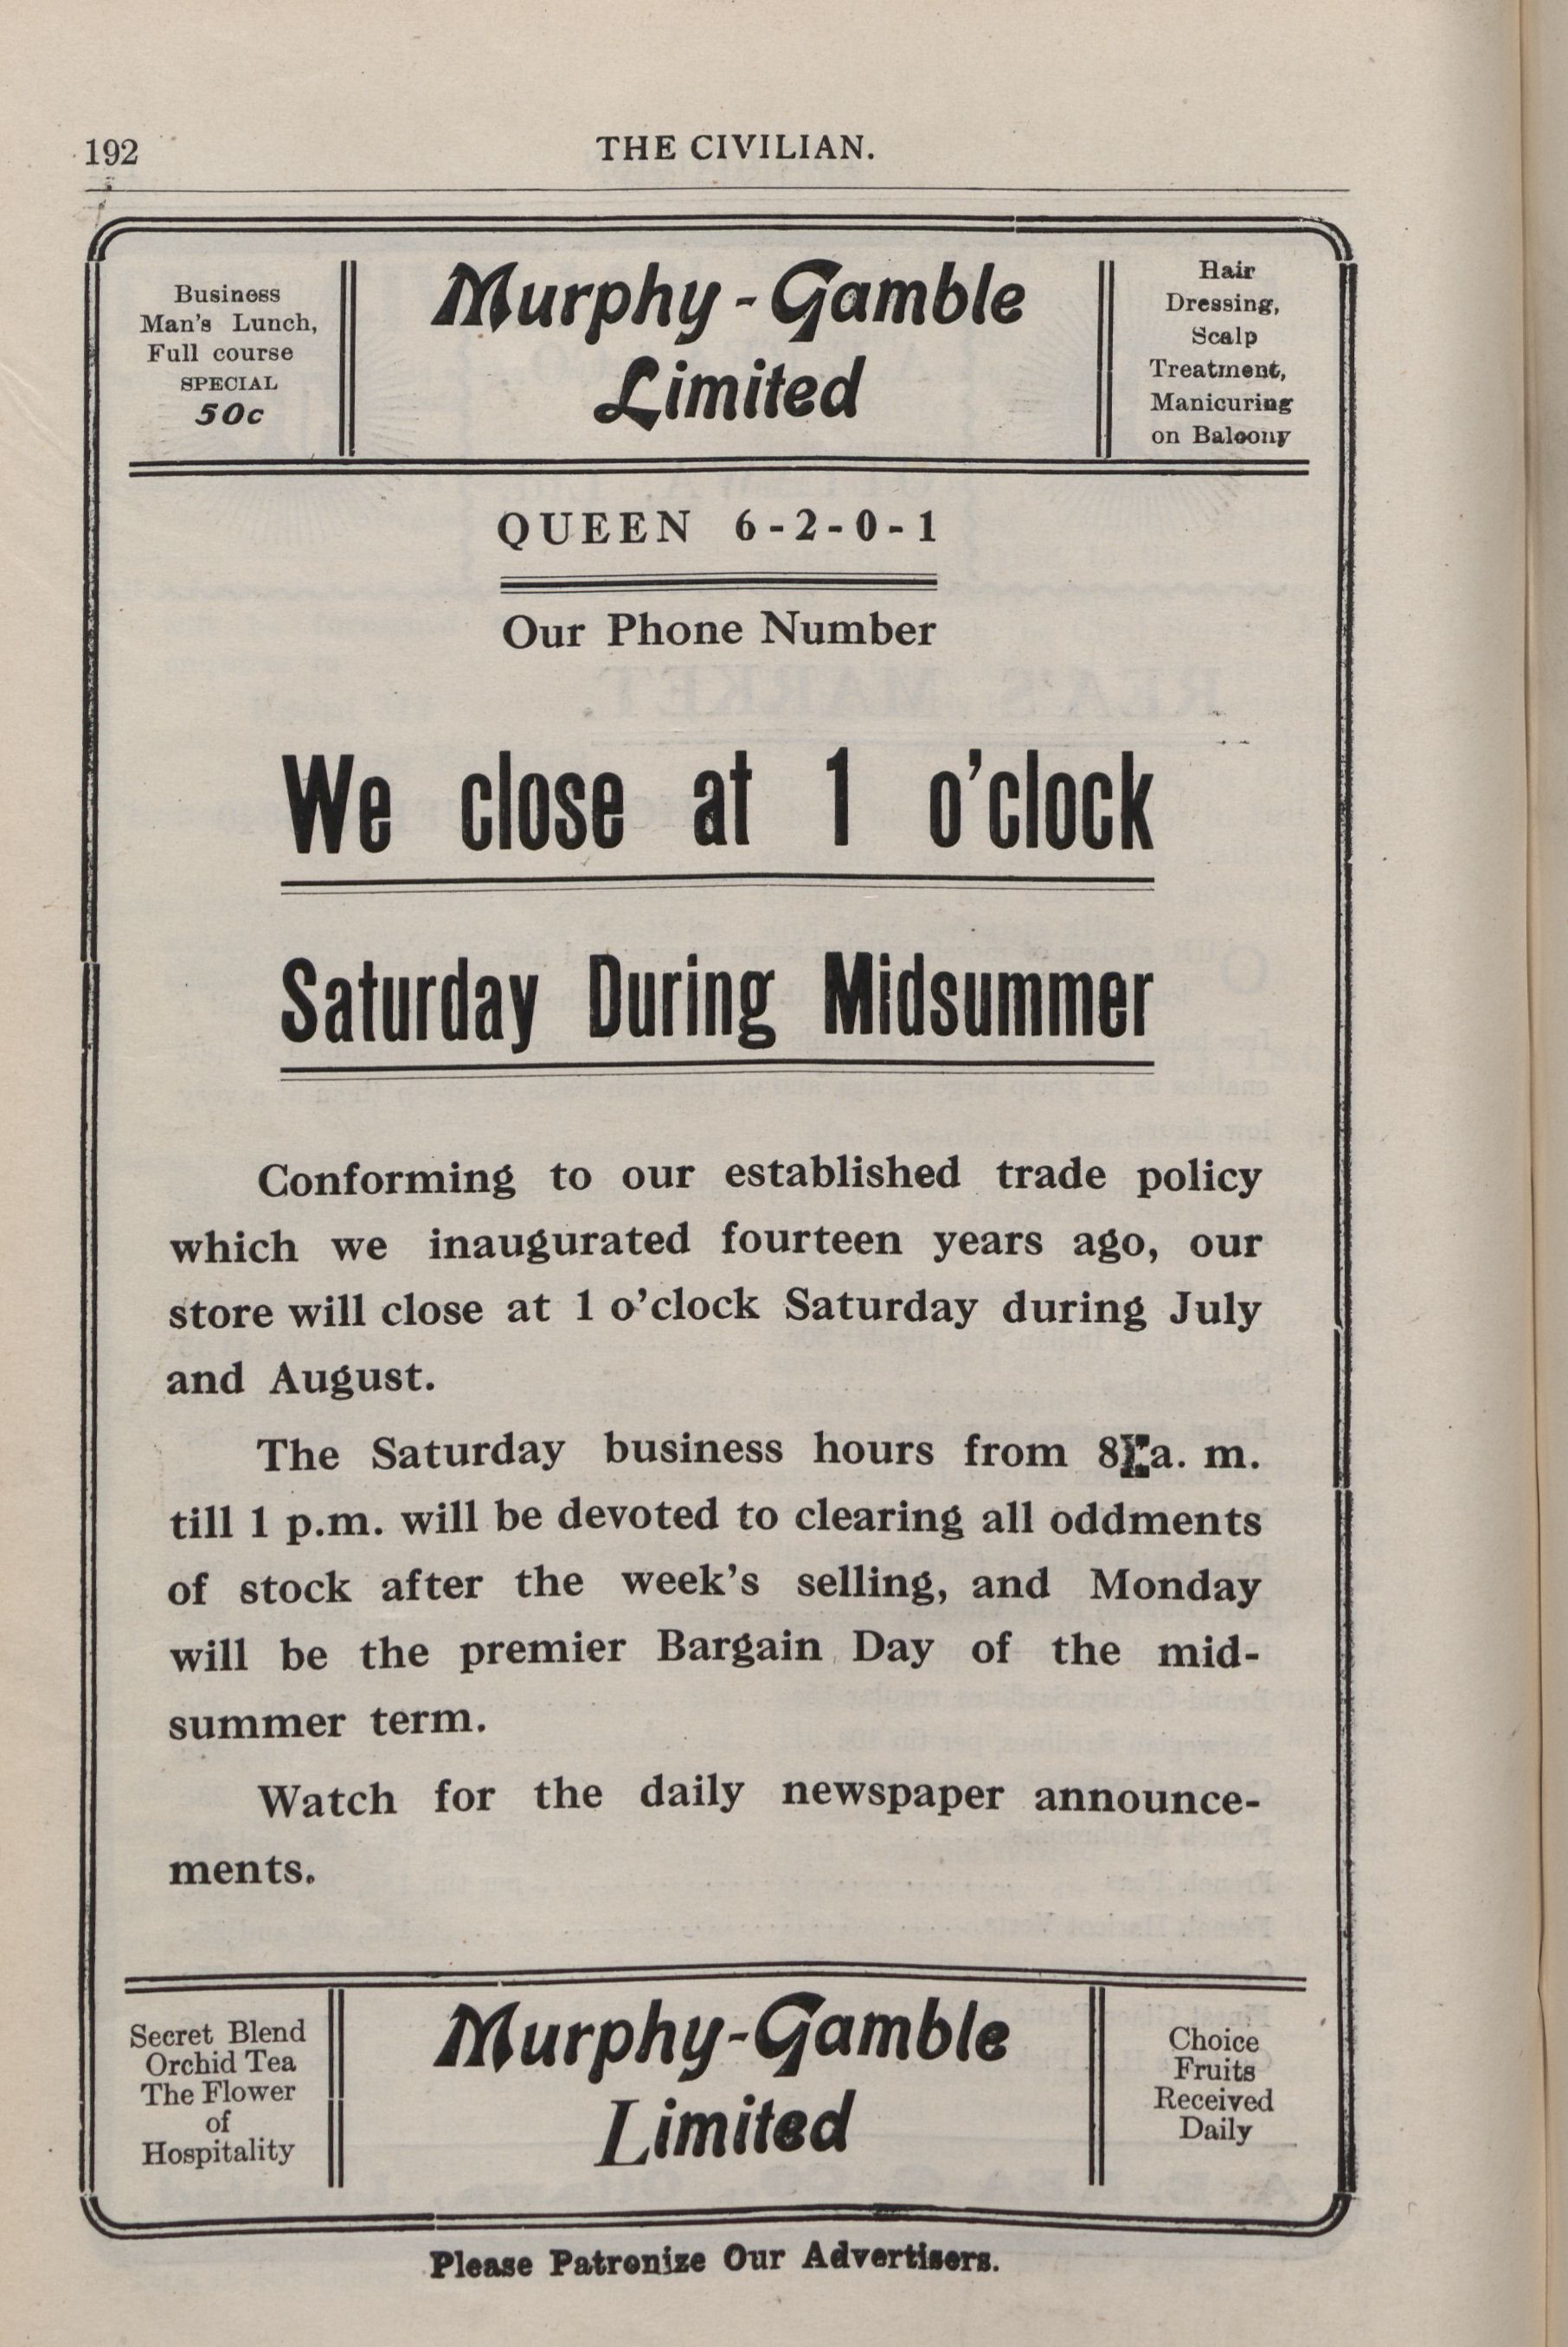 192
THE CIVILIAN.
Business
Man's Lunch,
Full course
SPECIAL
50c
Murphy-Gamble
Limited
Hair
Dressing,
Scalp
Treatment,
Manicuring
on Balcony
QUEEN 6-2-0-1
Our Phone Number
We close at 1 o'clock
Saturday During Midsummer
Conforming to our established trade policy
which we inaugurated fourteen years ago, our
store will close at 1 o'clock Saturday during July
and August.
The Saturday business hours from 8 a. m.
till 1 p.m. will be devoted to clearing all oddments
of stock after the week's selling, and Monday
will be the premier Bargain Day of the mid-
summer term.
Watch for the daily newspaper announce-
ments.
Secret Blend
Orchid Tea
The Flower
of
Hospitality
Murphy-Gamble
Limited
Choice
Fruits
Received
Daily
Please Patronize Our Advertisers.